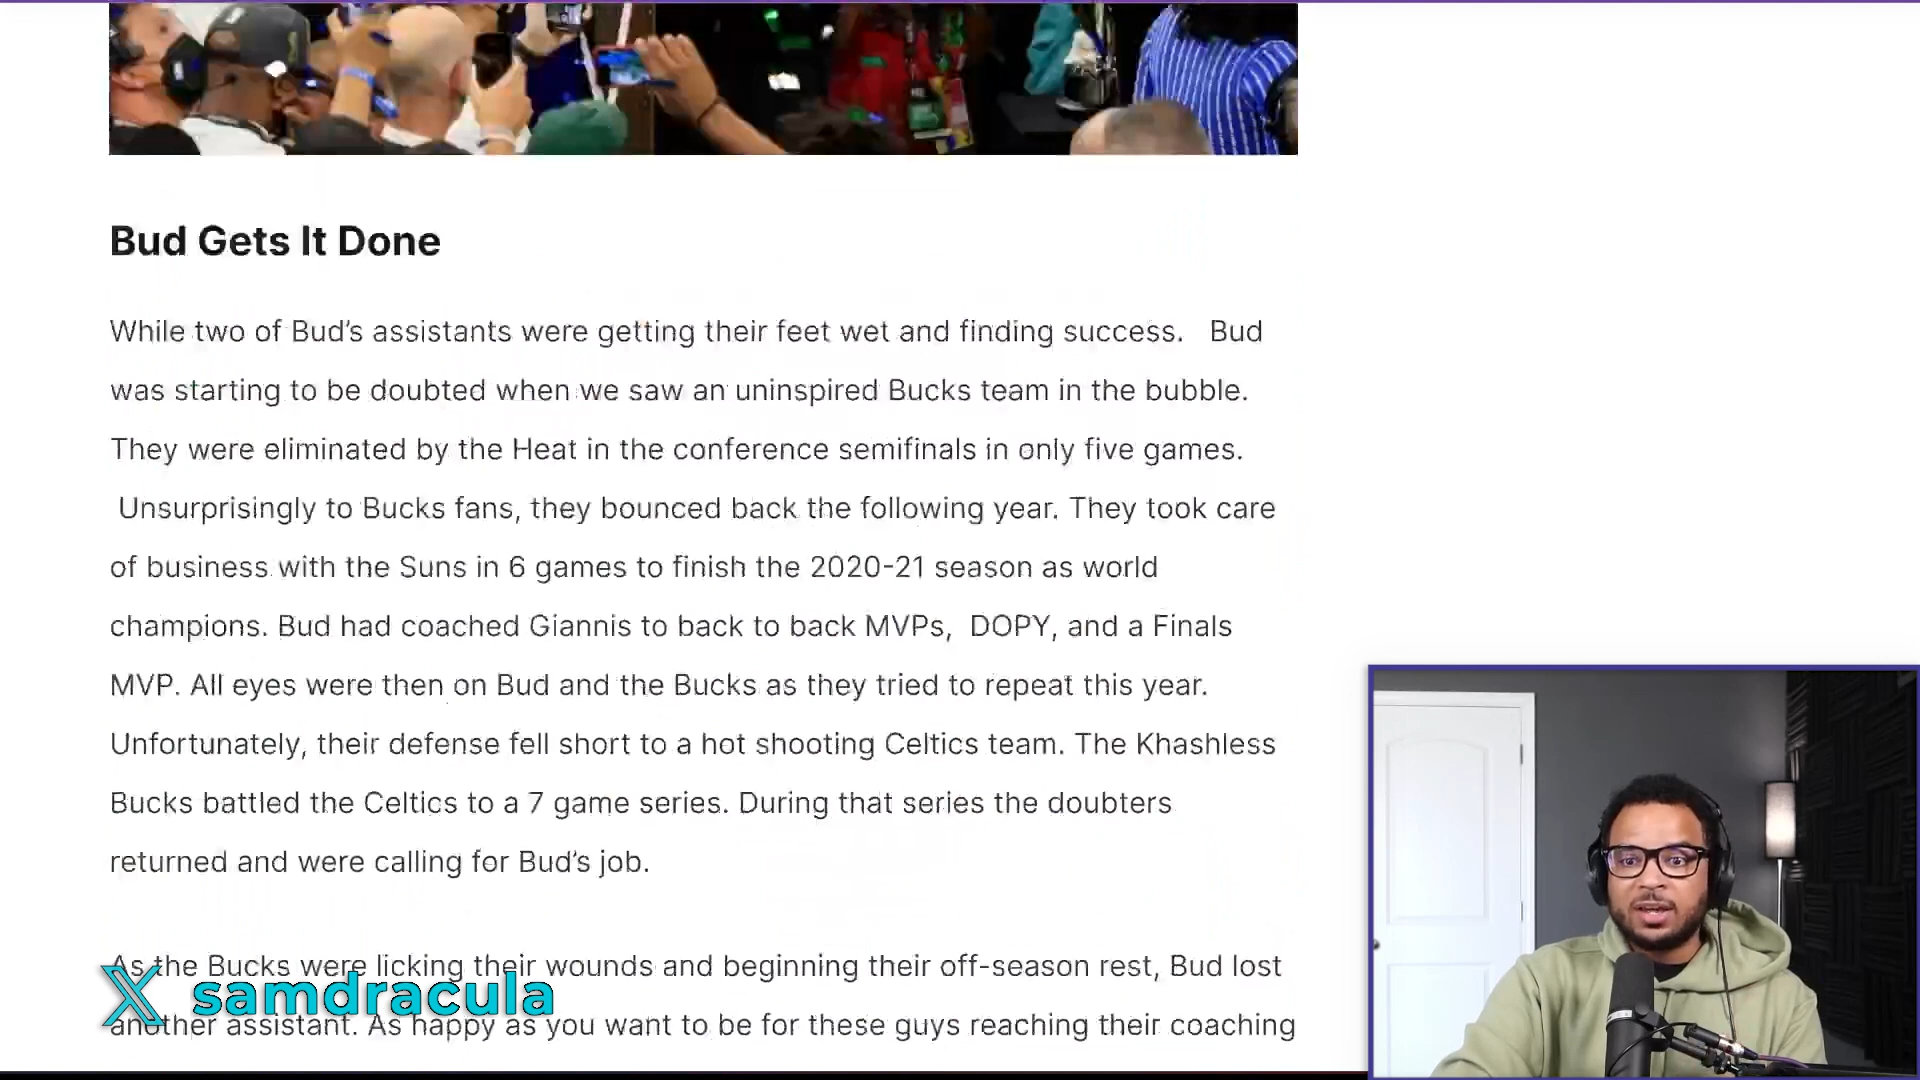 Bud Gets It Done
While two of Bud's assistants were getting their feet wet and finding success. Bud
was starting to be doubted when we saw an uninspired Bucks team in the bubble.
They were eliminated by the Heat in the conference semifinals in only five games.
Unsurprisingly to Bucks fans, they bounced back the following year. They took care
of business with the Suns in 6 games to finish the 2020-21 season as world
champions. Bud had coached Giannis to back to back MVPs, DOPY, and a Finals
MVP. All eyes were then on Bud and the Bucks as they tried to repeat this year.
Unfortunately, their defense fell short to a hot shooting Celtics team. The Khashless
Bucks battled the Celtics to a 7 game series. During that series the doubters
returned and were calling for Bud's job.
As the Bucks were licking their wounds and beginning their off-season rest, Bud lost
X samdracula
another assistant. As happy as you want to be for these guys reaching their coaching